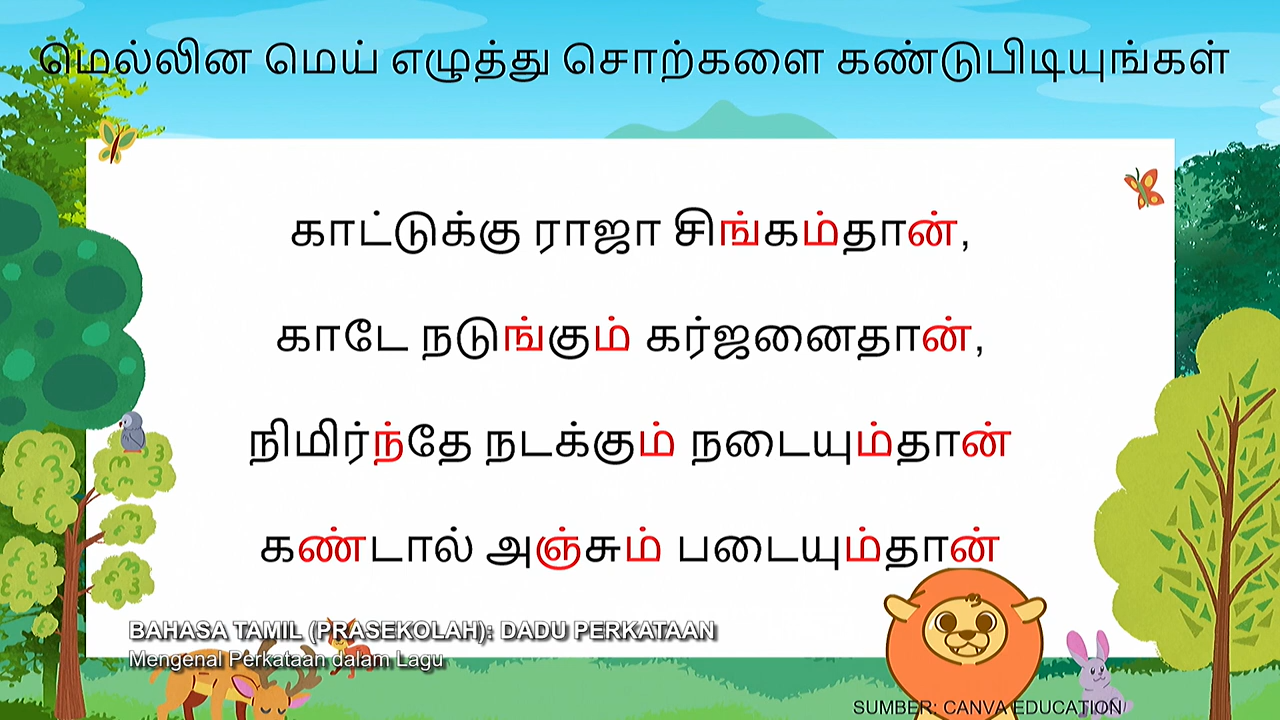 மெல்லின மெய் எழுத்து சொற்களை கண்டுபிடியுங்கள்
காட்டுக்கு ராஜா சிங்கம்தான்,
காடே நடுங்கும் கர்ஜனைதான்,
நிமிர்ந்தே நடக்கும் நடையும்தான்
கண்டால் அஞ்சும் படையும்தான்
BAHASA TAMIL (PRASEKOLAH): DADU PERKATAAN
Mengenal Perkataan dalam Lagu
SUMBER: CANVA EDUCATION